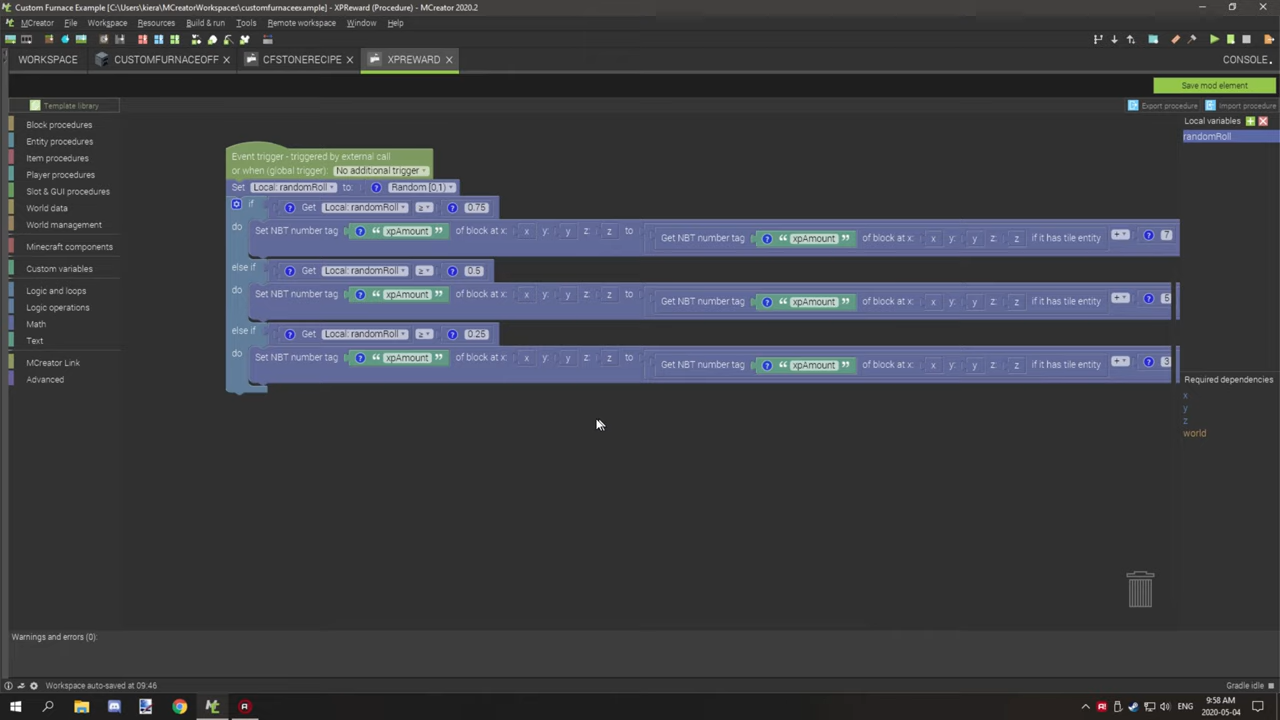 Custom Furnace Example [C:\Users\kiera\MCreatorWorkspaces\customfurnaceexample] - XPReward (Procedure) - MCreator 2020.2
MCreator File Workspace Resources Build & run Tools Remote workspace Window Help
WORKSPACE CUSTOMFURNACEOFF CFSTONERECIPE XPREWARD CONSOLE
Save mod element
Template library Export procedure Import procedure
Local variables
randomRoll
Block procedures
Entity procedures
Item procedures
Player procedures
Slot & GUI procedures
World data
World management
Minecraft components
Custom variables
Logic and loops
Logic operations
Math
Text
MCreator Link
Advanced
Event trigger - triggered by external call
or when (global trigger): No additional trigger
Set Local: randomRoll to: ? Random [0,1)
if ? Get Local: randomRoll ≥ ? 0.75
do Set NBT number tag ? “ xpAmount ” of block at x: x y: y z: z to Get NBT number tag ? “ xpAmount ” of block at x: x y: y z: z if it has tile entity + ? 7
else if ? Get Local: randomRoll ≥ ? 0.5
do Set NBT number tag ? “ xpAmount ” of block at x: x y: y z: z to Get NBT number tag ? “ xpAmount ” of block at x: x y: y z: z if it has tile entity + ?
else if ? Get Local: randomRoll ≥ ? 0.25
do Set NBT number tag ? “ xpAmount ” of block at x: x y: y z: z to Get NBT number tag ? “ xpAmount ” of block at x: x y: y z: z if it has tile entity + ? 3
Required dependencies
x
y
z
world
Warnings and errors (0):
Workspace auto-saved at 09:46 Gradle idle
ENG
9:58 AM
2020-05-04